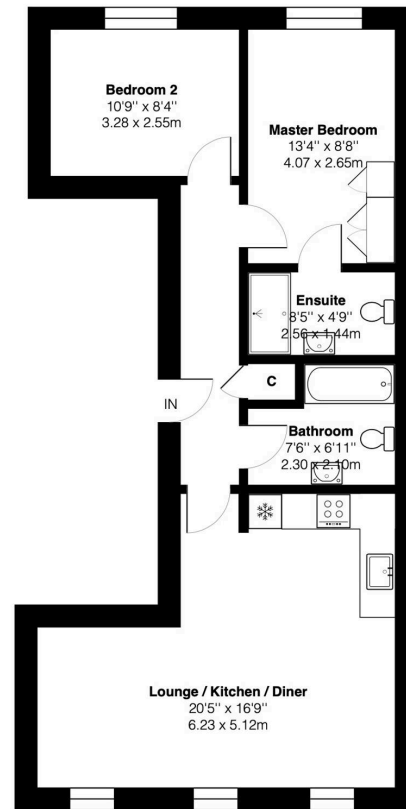 Bedroom 2
10'9'' x 8'4''
3.28 x 2.55m
Master Bedroom
13'4'' x 8'8''
4.07 x 2.65m
Ensuite
8'5'' x 4'9''
2.56 x 1.44m
C
IN
Bathroom
7'6'' x 6'11''
2.30 x 2.10m
Lounge / Kitchen / Diner
20'5'' x 16'9''
6.23 x 5.12m